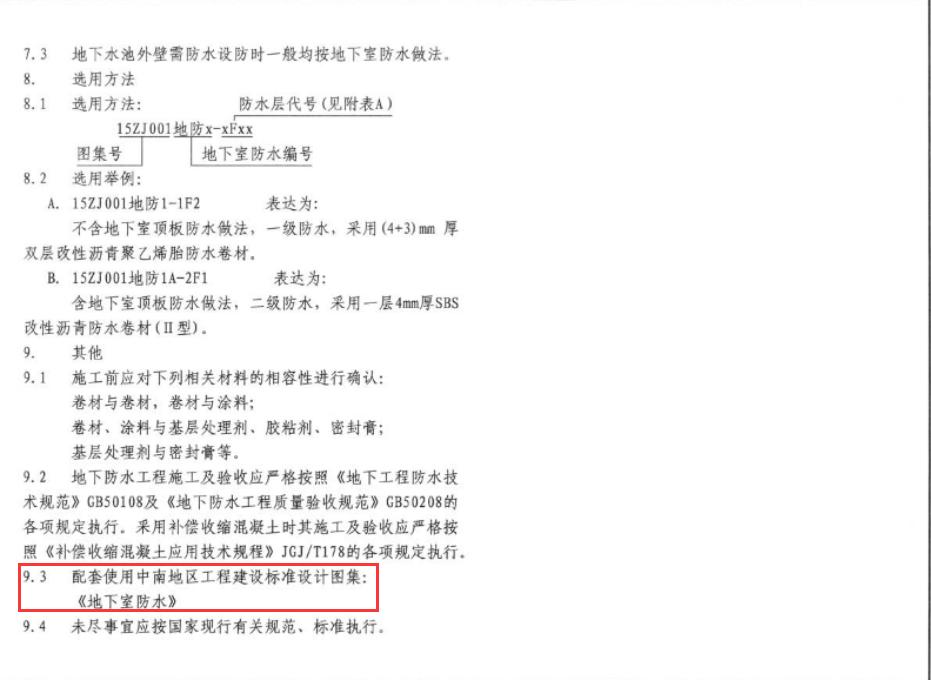 7.3 地下水池外壁需防水设防时一般均按地下室防水做法。
8. 选用方法
8.1 选用方法: 防水层代号(见附表A)
15ZJ001地防x-xFxx
图集号 地下室防水编号
8.2 选用举例:
A. 15ZJ001地防1-1F2 表达为:
不含地下室顶板防水做法，一级防水，采用(4+3)mm 厚
双层改性沥青聚乙烯胎防水卷材。
B. 15ZJ001地防1A-2F1 表达为:
含地下室顶板防水做法，二级防水，采用一层4mm厚SBS
改性沥青防水卷材(Ⅱ型)。
9. 其他
9.1 施工前应对下列相关材料的相容性进行确认:
卷材与卷材，卷材与涂料;
卷材、涂料与基层处理剂、胶粘剂、密封膏;
基层处理剂与密封膏等。
9.2 地下防水工程施工及验收应严格按照《地下工程防水技
术规范》GB50108及《地下防水工程质量验收规范》GB50208的
各项规定执行。采用补偿收缩混凝土时其施工及验收应严格按
照《补偿收缩混凝土应用技术规程》JGJ/T178的各项规定执行。
9.3 配套使用中南地区工程建设标准设计图集:
《地下室防水》
9.4 未尽事宜应按国家现行有关规范、标准执行。